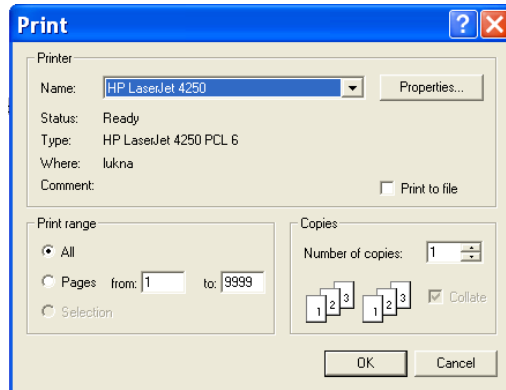 Print
Printer
Name: HP LaserJet 4250 Properties...
Status: Ready
Type: HP LaserJet 4250 PCL 6
Where: lukna
Comment: Print to file
Print range
All
Pages from: 1 to: 9999
Selection
Copies
Number of copies: 1
1 2 3 1 2 3 Collate
OK Cancel